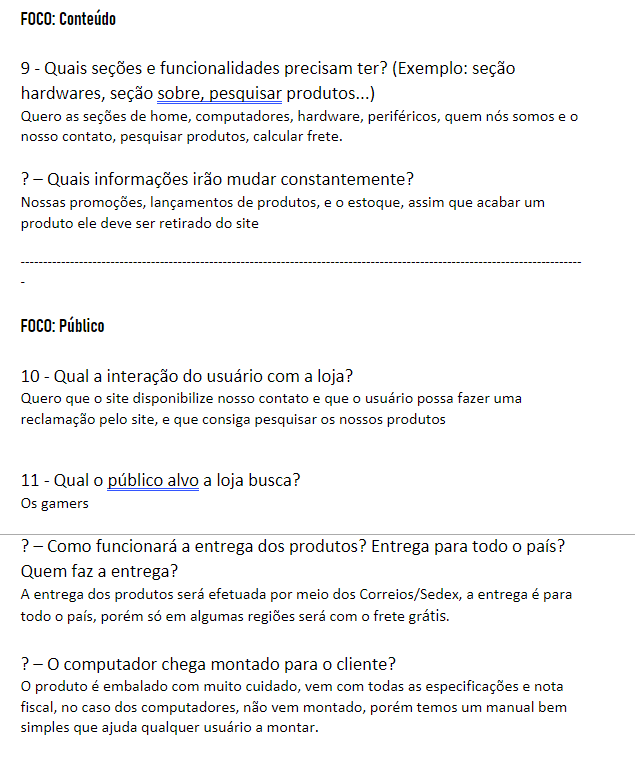 FOCO: Conteúdo
9 - Quais seções e funcionalidades precisam ter? (Exemplo: seção
hardwares, seção sobre, pesquisar produtos...)
Quero as seções de home, computadores, hardware, periféricos, quem nós somos e o
nosso contato, pesquisar produtos, calcular frete.
? – Quais informações irão mudar constantemente?
Nossas promoções, lançamentos de produtos, e o estoque, assim que acabar um
produto ele deve ser retirado do site
-----------------------------------------------------------------------------------------------------------------------------
-
FOCO: Público
10 - Qual a interação do usuário com a loja?
Quero que o site disponibilize nosso contato e que o usuário possa fazer uma
reclamação pelo site, e que consiga pesquisar os nossos produtos
11 - Qual o público alvo a loja busca?
Os gamers
? – Como funcionará a entrega dos produtos? Entrega para todo o país?
Quem faz a entrega?
A entrega dos produtos será efetuada por meio dos Correios/Sedex, a entrega é para
todo o país, porém só em algumas regiões será com o frete grátis.
? – O computador chega montado para o cliente?
O produto é embalado com muito cuidado, vem com todas as especificações e nota
fiscal, no caso dos computadores, não vem montado, porém temos um manual bem
simples que ajuda qualquer usuário a montar.